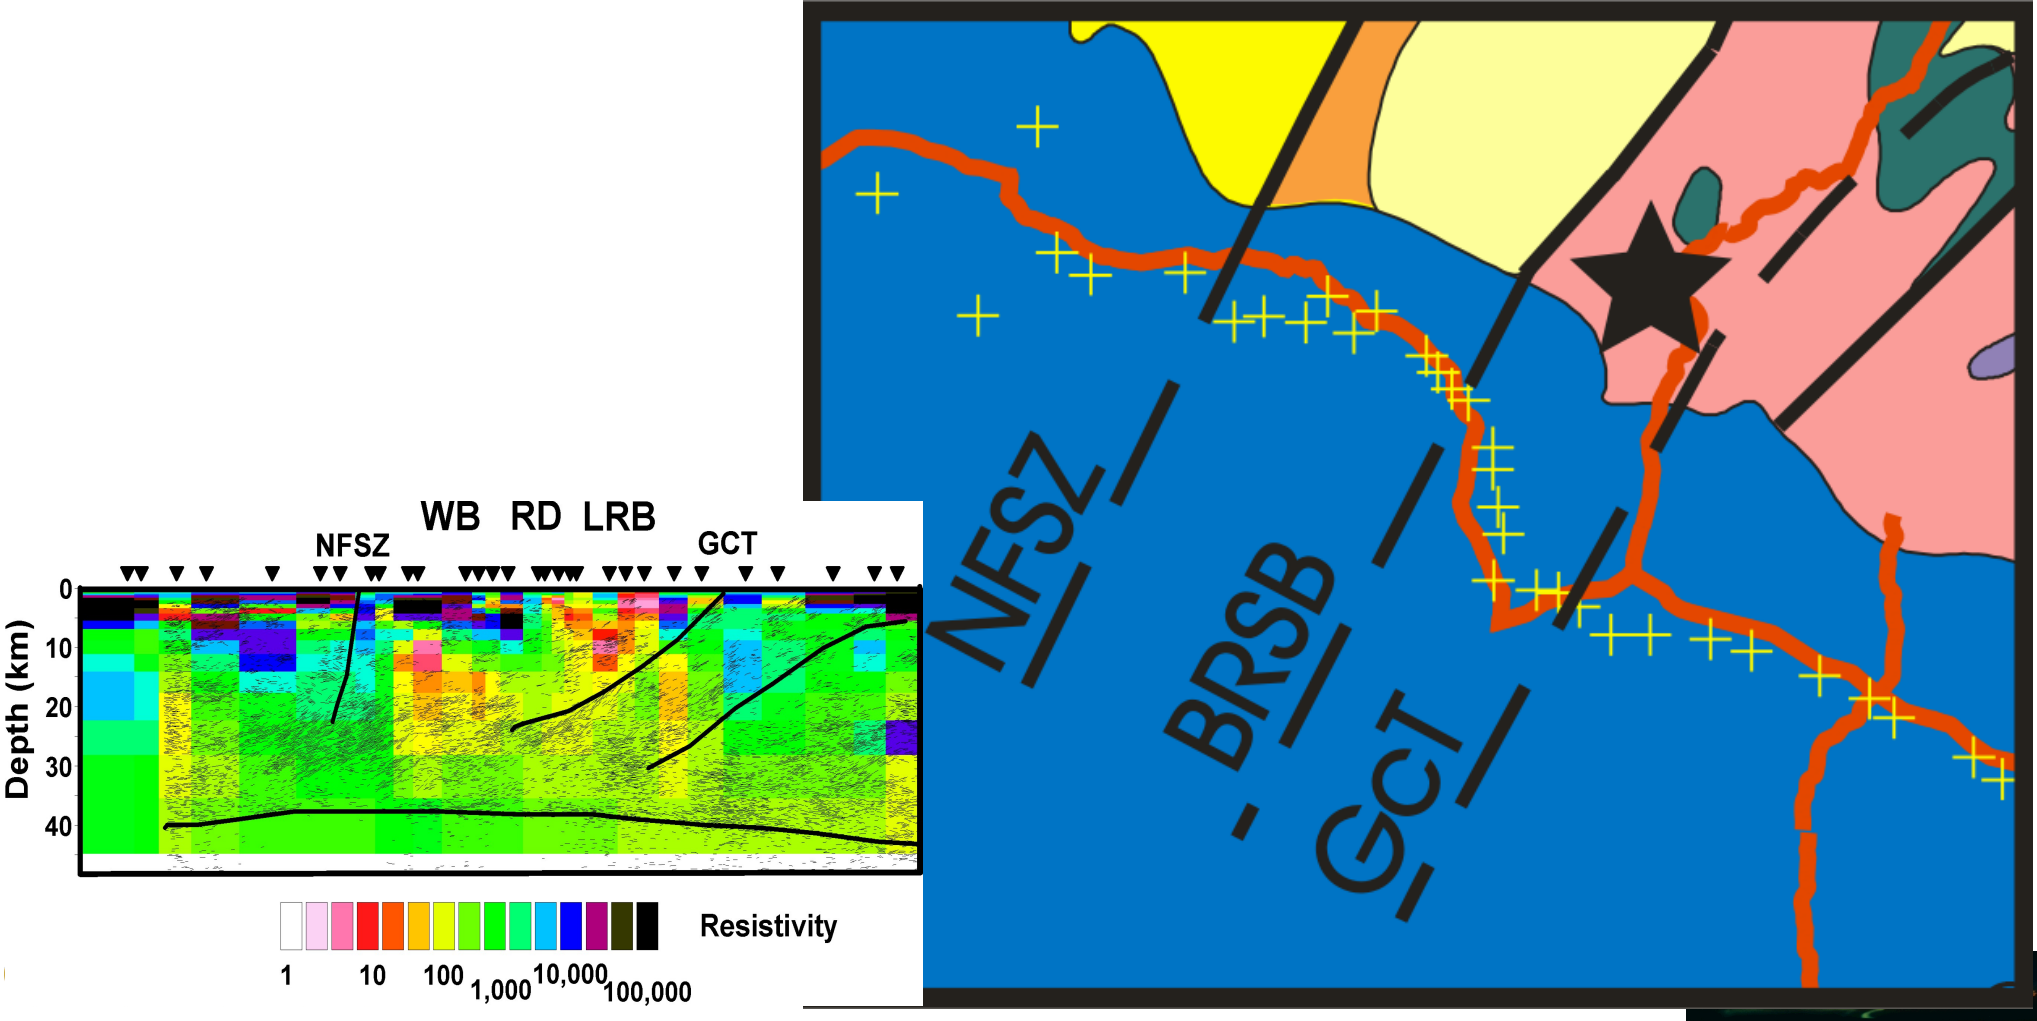 WB RD LRB
NFSZ GCT
0
10
20
30
40
Depth (km)
1 10 100 1,000 10,000 100,000
Resistivity
NFSZ
BRSB
GCT